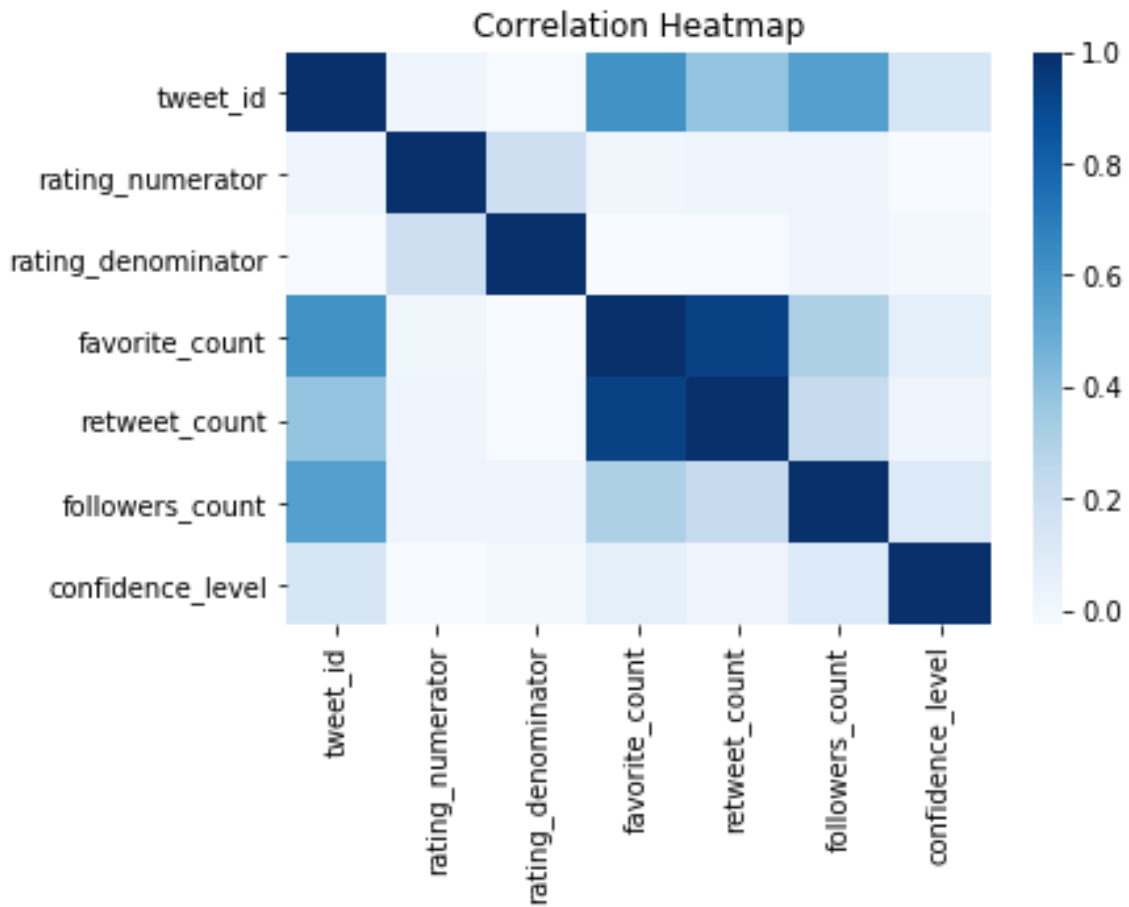 Correlation Heatmap
tweet_id
rating_numerator
rating_denominator
favorite_count
retweet_count
followers_count
confidence_level
1.0
0.8
0.6
0.4
0.2
0.0
tweet_id
rating_numerator
rating_denominator
favorite_count
retweet_count
followers_count
confidence_level